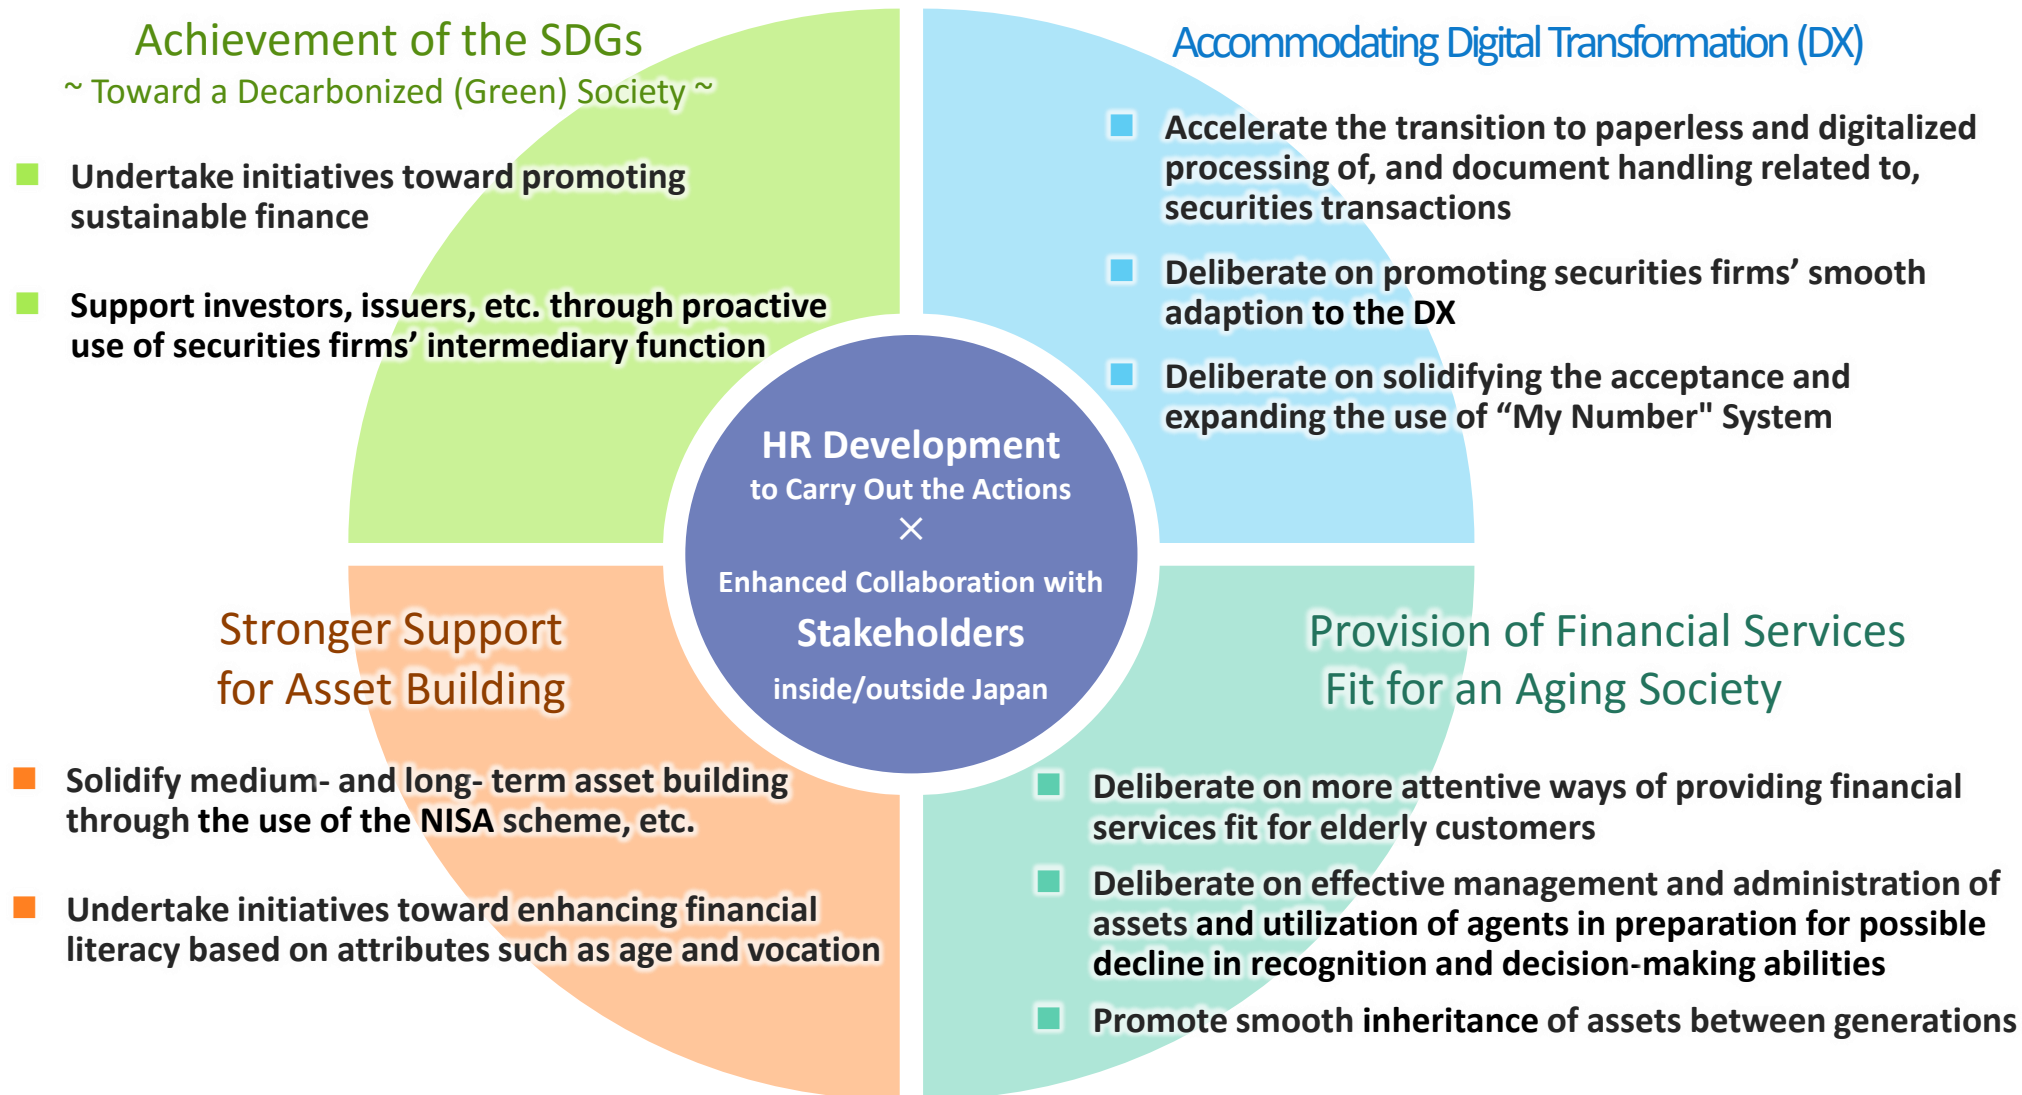 Achievement of the SDGs
~ Toward a Decarbonized (Green) Society ~
Undertake initiatives toward promoting
sustainable finance
Support investors, issuers, etc. through proactive
use of securities firms’ intermediary function
Accommodating Digital Transformation (DX)
Accelerate the transition to paperless and digitalized
processing of, and document handling related to,
securities transactions
Deliberate on promoting securities firms’ smooth
adaption to the DX
Deliberate on solidifying the acceptance and
expanding the use of “My Number" System
HR Development
to Carry Out the Actions
×
Enhanced Collaboration with
Stakeholders
inside/outside Japan
Stronger Support
for Asset Building
Solidify medium- and long- term asset building
through the use of the NISA scheme, etc.
Undertake initiatives toward enhancing financial
literacy based on attributes such as age and vocation
Provision of Financial Services
Fit for an Aging Society
Deliberate on more attentive ways of providing financial
services fit for elderly customers
Deliberate on effective management and administration of
assets and utilization of agents in preparation for possible
decline in recognition and decision-making abilities
Promote smooth inheritance of assets between generations